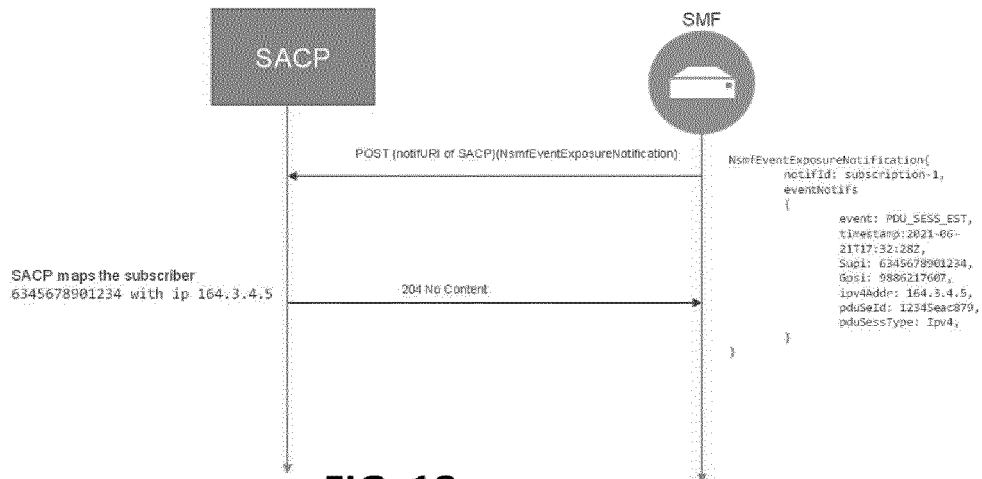 SMF
SACP
POST (notifURI of SACP)(NsmfEventExposureNotification)
NsmfEventExposureNotification{
notifId: subscription-1,
eventNotifs
{
event: PDU_SESS_EST,
timestamp:2021-06-
21T17:32:28Z,
Supi: 6345678901234,
Gpsi: 9886217607,
ipv4Addr: 164.3.4.5,
pduSeId: 12345eac879,
pduSessType: Ipv4,
}
}
SACP maps the subscriber
6345678901234 with ip 164.3.4.5
204 No Content